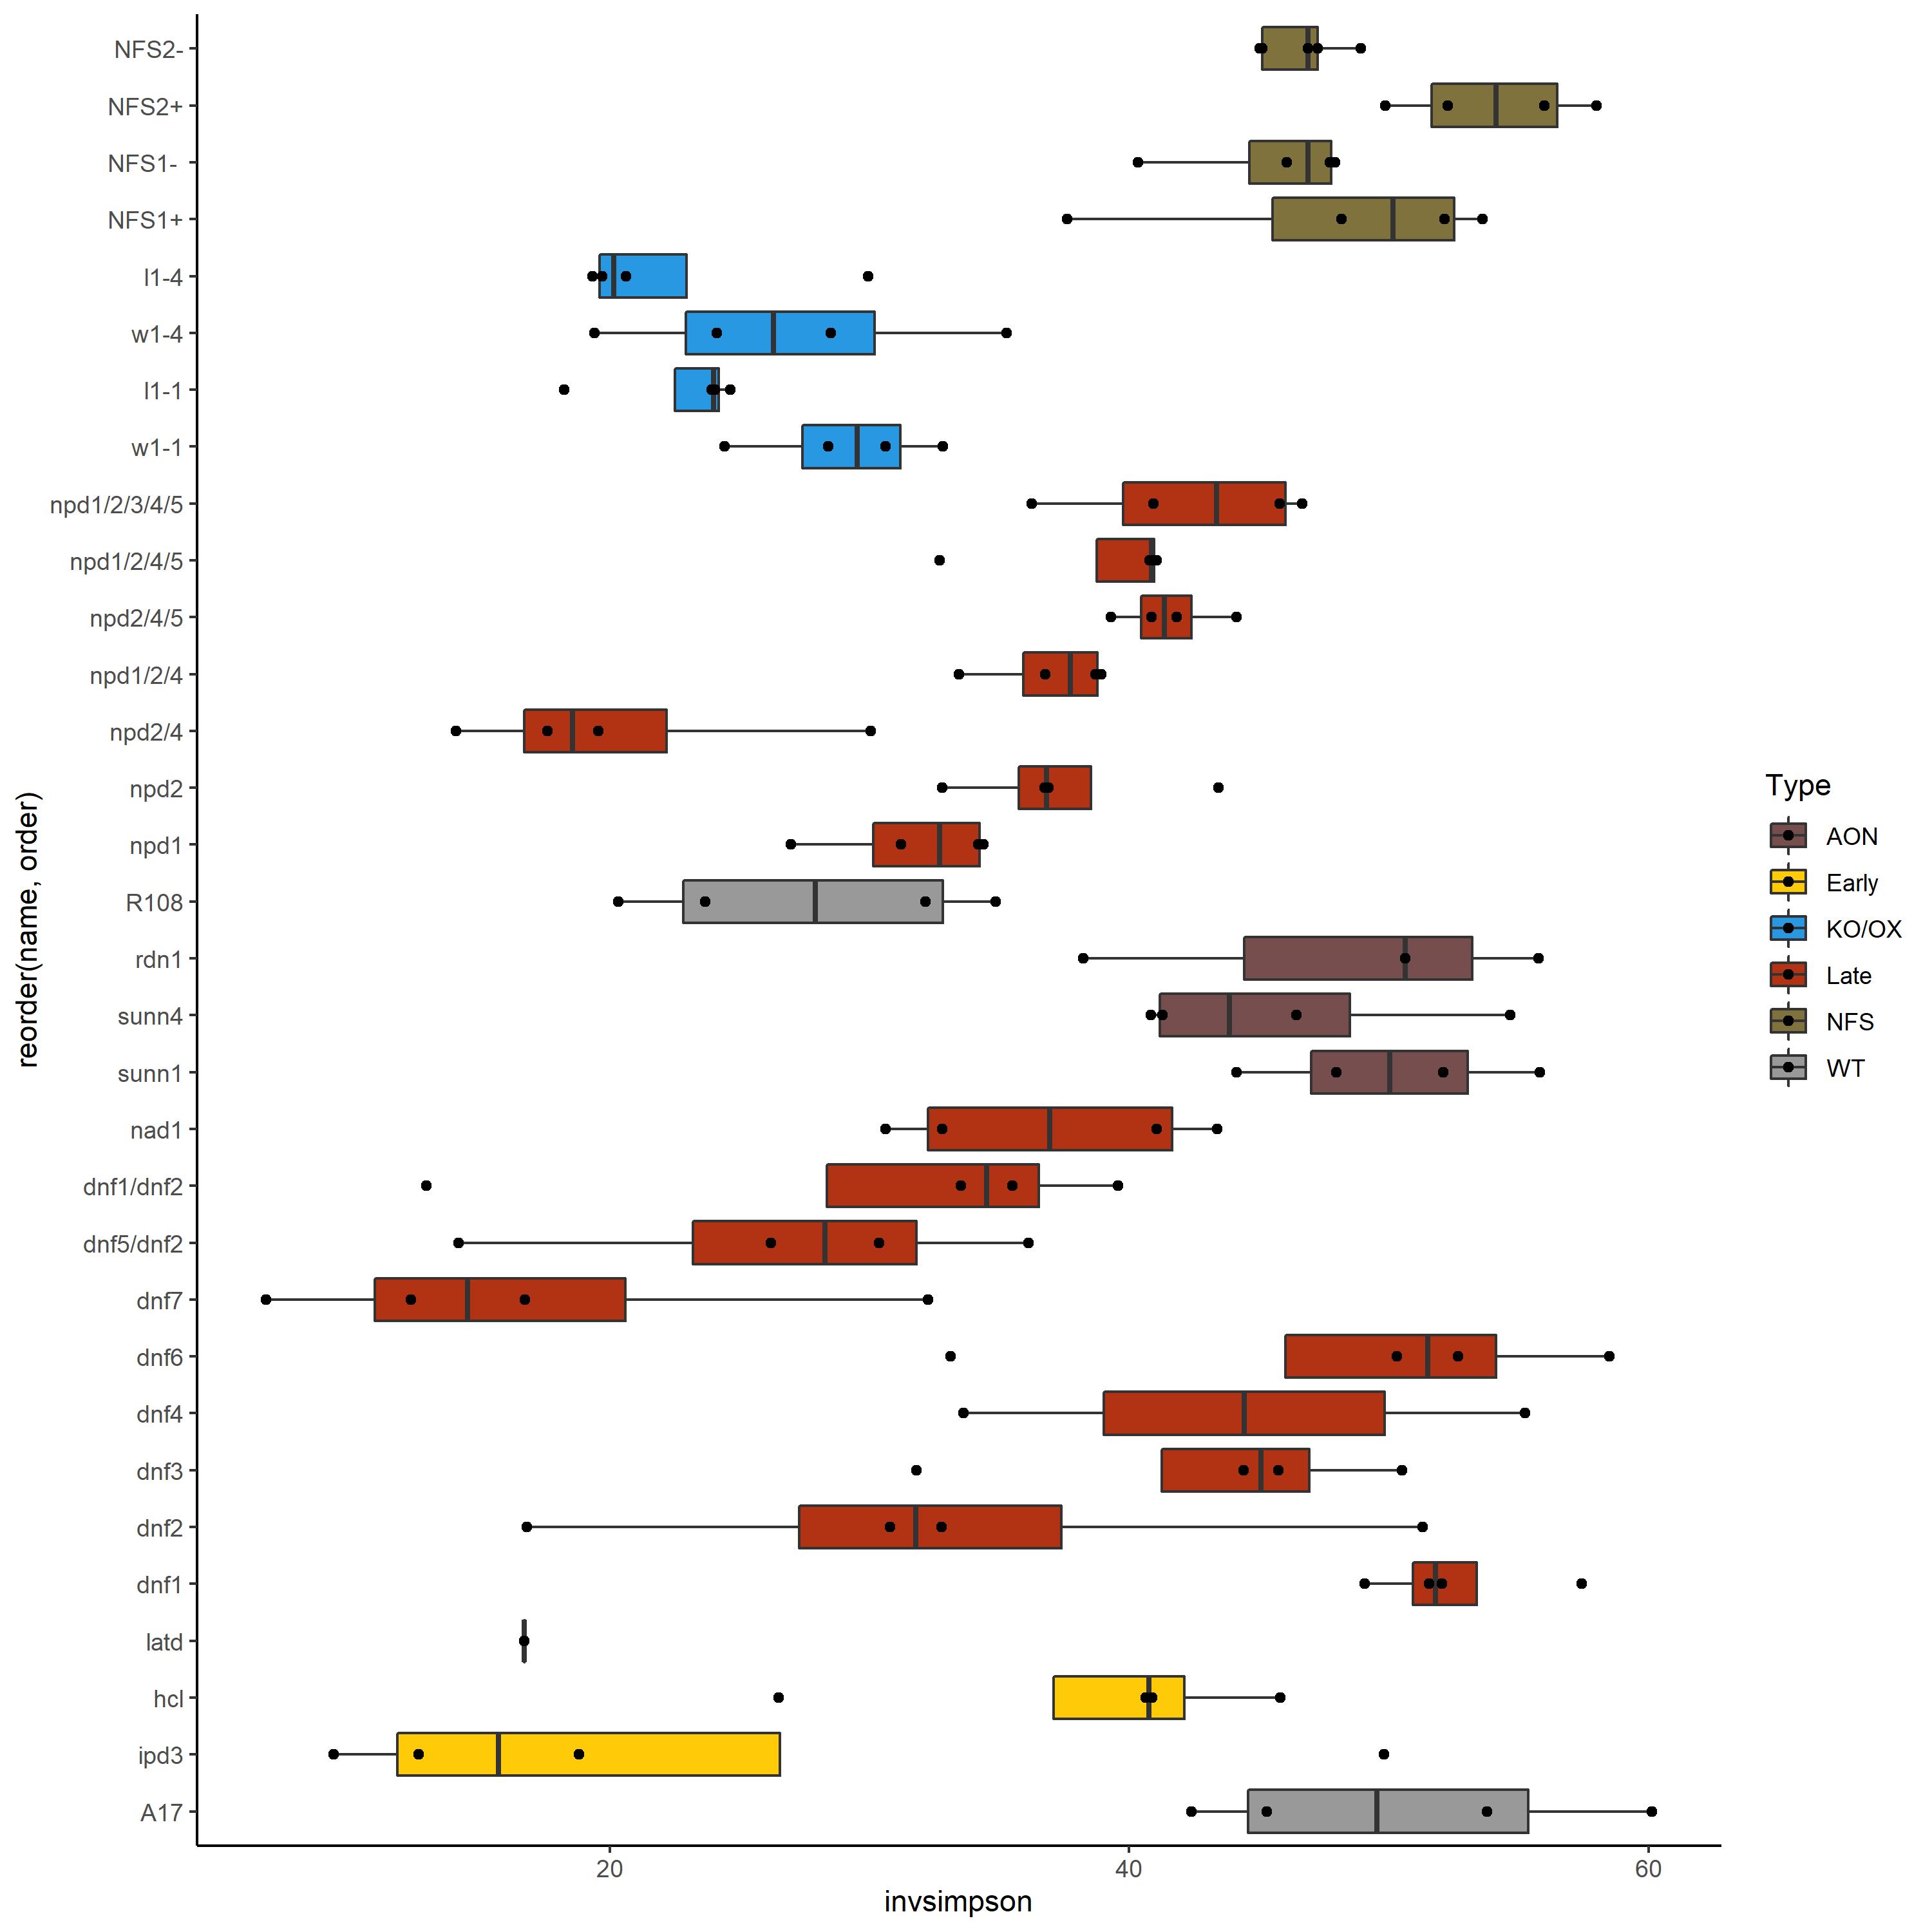 NFS2-
NFS2+
NFS1-
NFS1+
l1-4
w1-4
l1-1
w1-1
npd1/2/3/4/5
npd1/2/4/5
npd2/4/5
npd1/2/4
npd2/4
npd2
npd1
R108
rdn1
sunn4
sunn1
nad1
dnf1/dnf2
dnf5/dnf2
dnf7
dnf6
dnf4
dnf3
dnf2
dnf1
latd
hcl
ipd3
A17
reorder(name, order)
20
40
60
invsimpson
Type
AON
Early
KO/OX
Late
NFS
WT